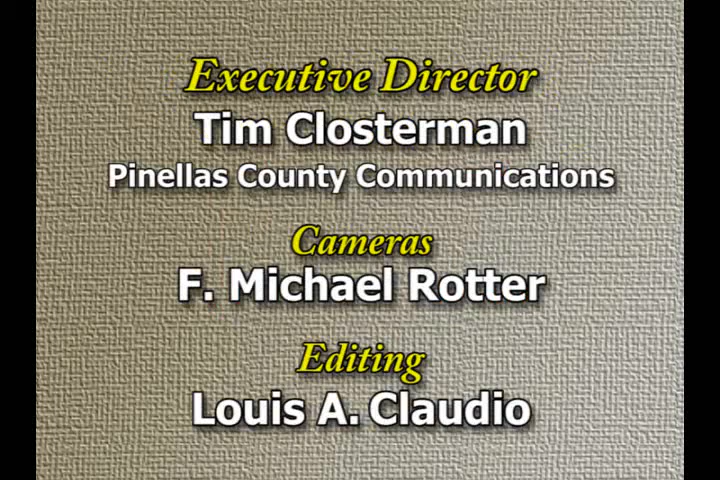 Executive Director
Tim Closterman
Pinellas County Communications
Cameras
F. Michael Rotter
Editing
Louis A. Claudio